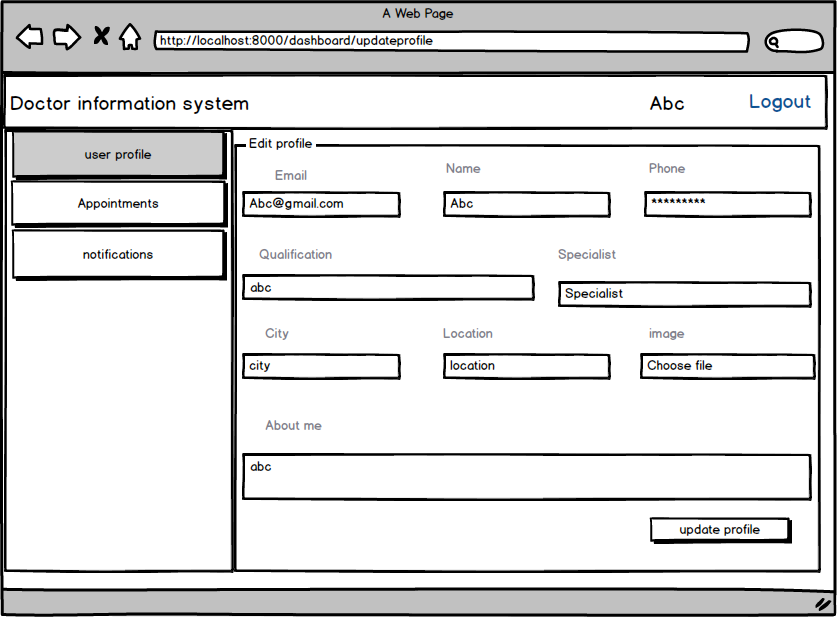 A Web Page
http://localhost:8000/dashboard/updateprofile
Doctor information system
Abc
Logout
user profile
Appointments
notifications
Edit profile
Email
Name
Phone
Abc@gmail.com
Abc
*********
Qualification
Specialist
abc
Specialist
City
Location
image
city
location
Choose file
About me
abc
update profile